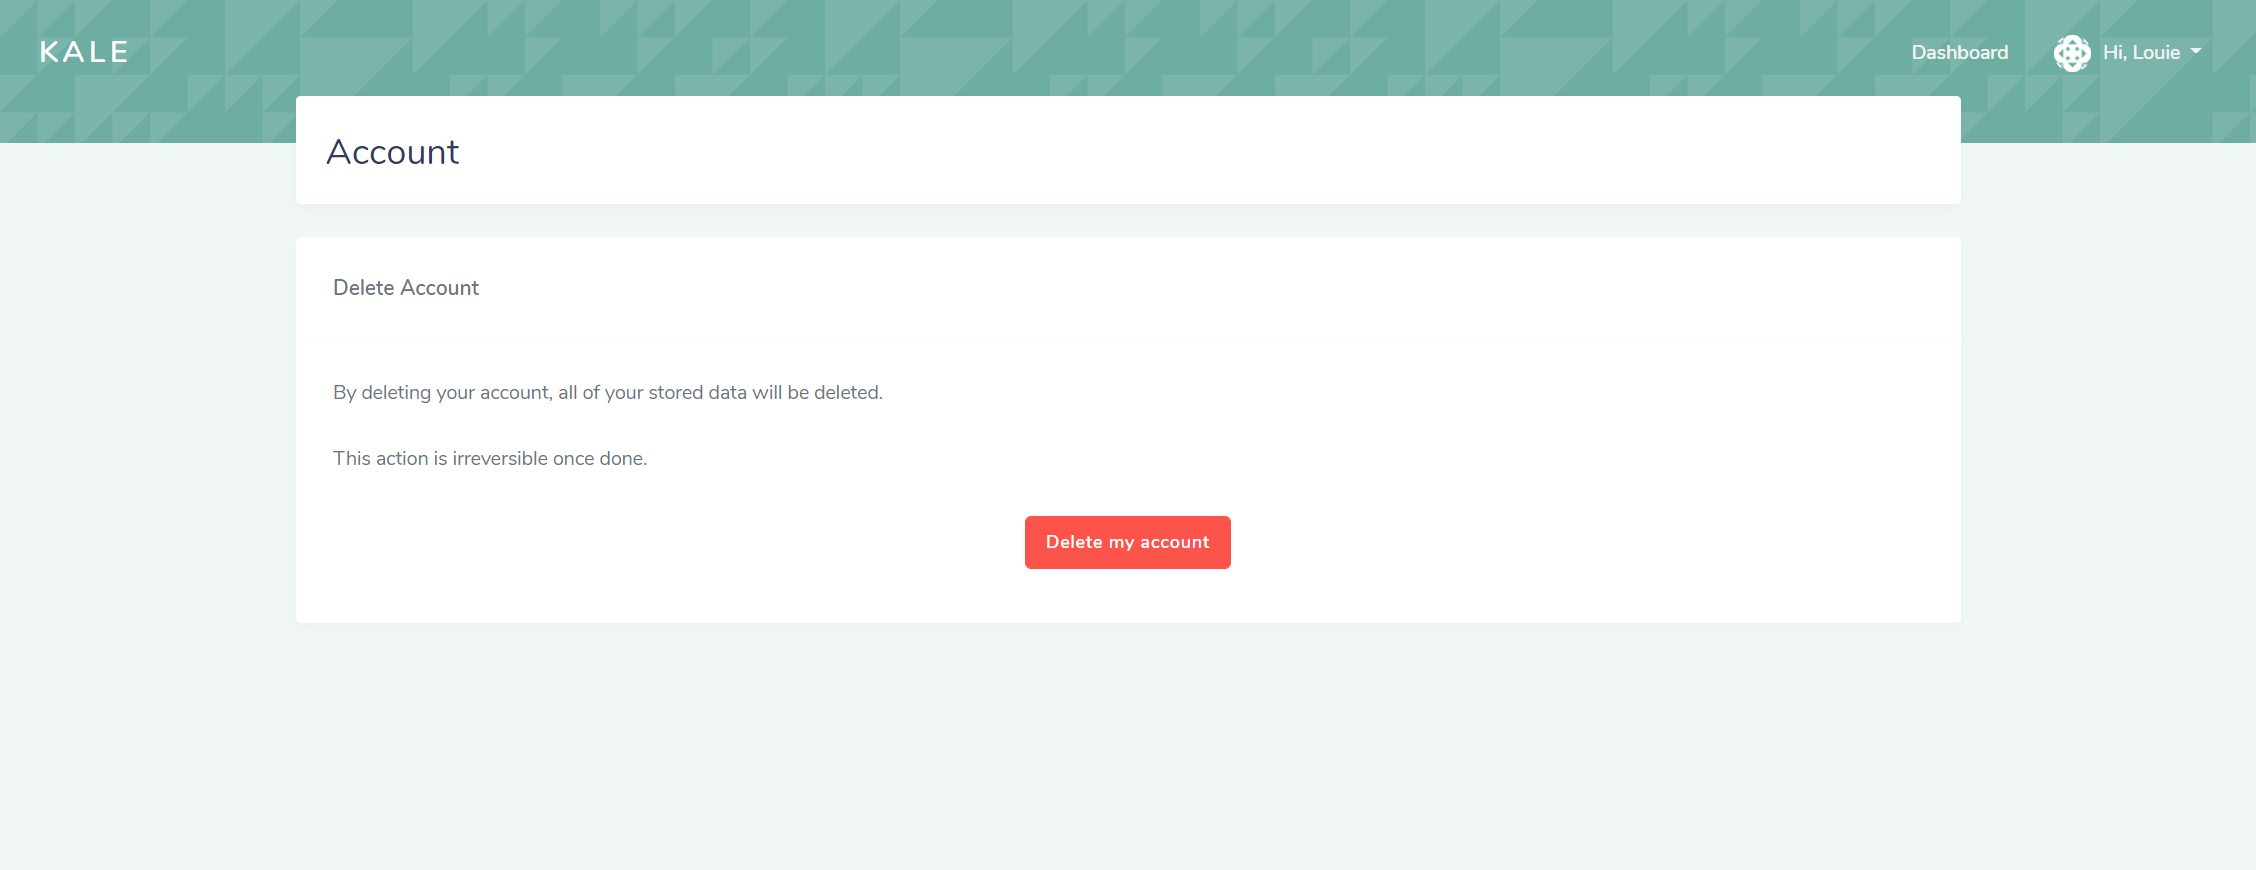 KALE
Dashboard
Hi, Louie
Account
Delete Account
By deleting your account, all of your stored data will be deleted.
This action is irreversible once done.
Delete my account